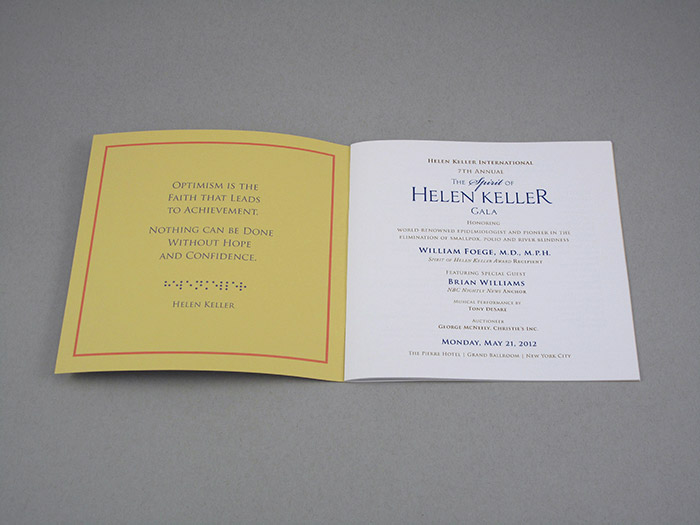 Optimism is the
Faith that Leads
to Achievement.
Nothing can be Done
Without Hope
and Confidence.
Helen Keller
Helen Keller International
7th Annual
The Spirit of
Helen Keller
Gala
Honoring
world-renowned epidemiologist and pioneer in the
elimination of smallpox, polio and river blindness
William Foege, M.D., M.P.H.
Spirit of Helen Keller Award Recipient
Featuring Special Guest
Brian Williams
NBC Nightly News Anchor
Musical Performance by
Tony DeSare
Auctioneer
George McNeely, Christie's Inc.
Monday, May 21, 2012
The Pierre Hotel | Grand Ballroom | New York City